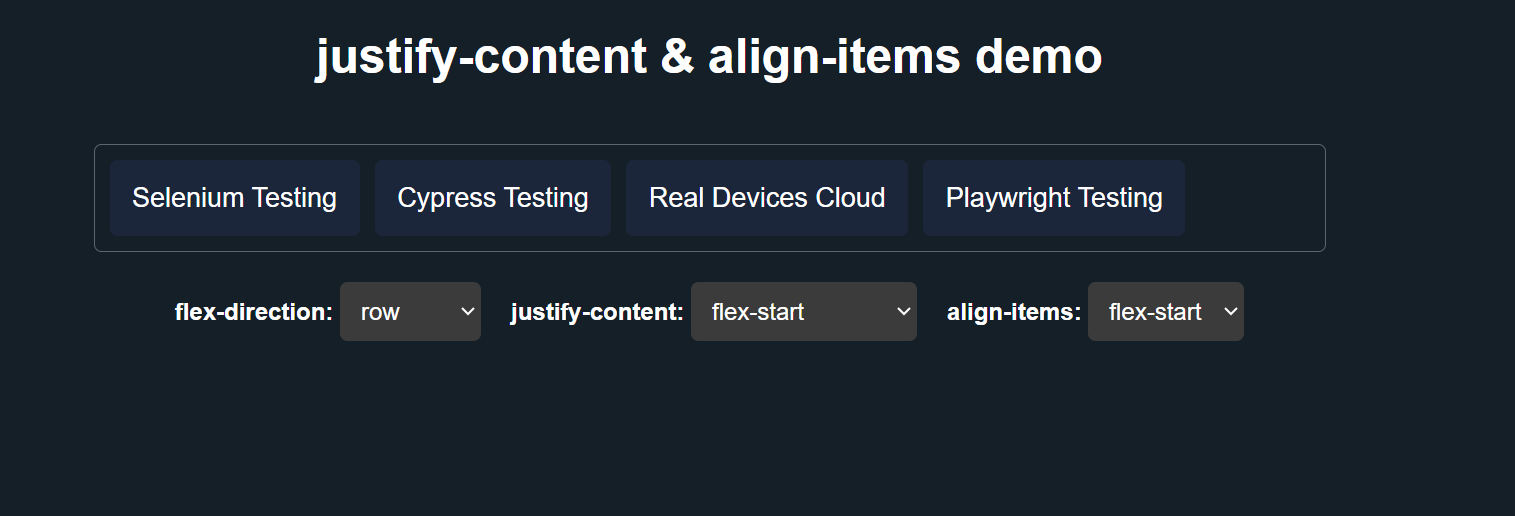 justify-content & align-items demo
Selenium Testing Cypress Testing Real Devices Cloud Playwright Testing
flex-direction: row justify-content: flex-start align-items: flex-start